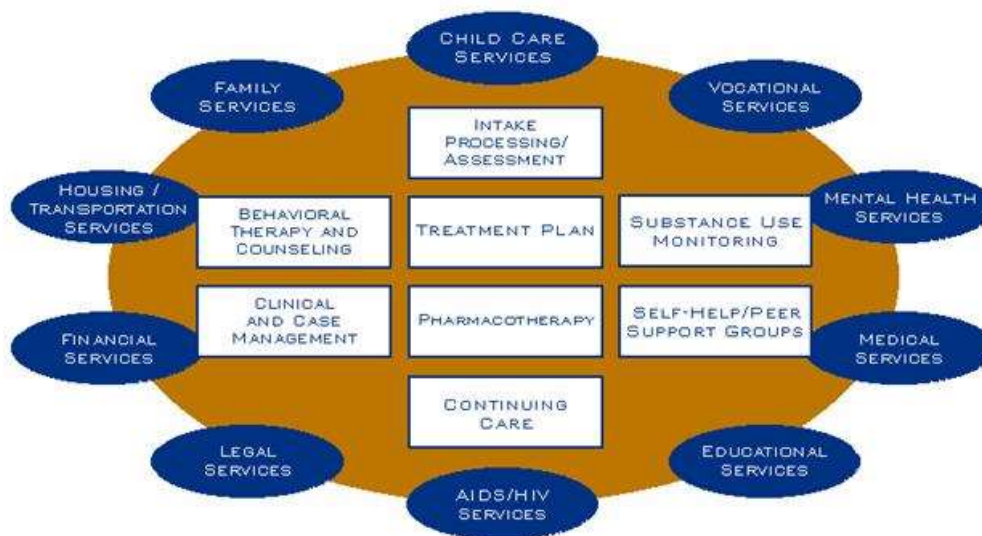 CHILD CARE
SERVICES
FAMILY
SERVICES
VOCATIONAL
SERVICES
INTAKE
PROCESSING/
ASSESSMENT
HOUSING /
TRANSPORTATION
SERVICES
BEHAVIORAL
THERAPY AND
COUNSELING
TREATMENT PLAN
SUBSTANCE USE
MONITORING
MENTAL HEALTH
SERVICES
FINANCIAL
SERVICES
CLINICAL
AND CASE
MANAGEMENT
PHARMACOTHERAPY
SELF-HELP/PEER
SUPPORT GROUPS
MEDICAL
SERVICES
CONTINUING
CARE
LEGAL
SERVICES
EDUCATIONAL
SERVICES
AIDS/HIV
SERVICES